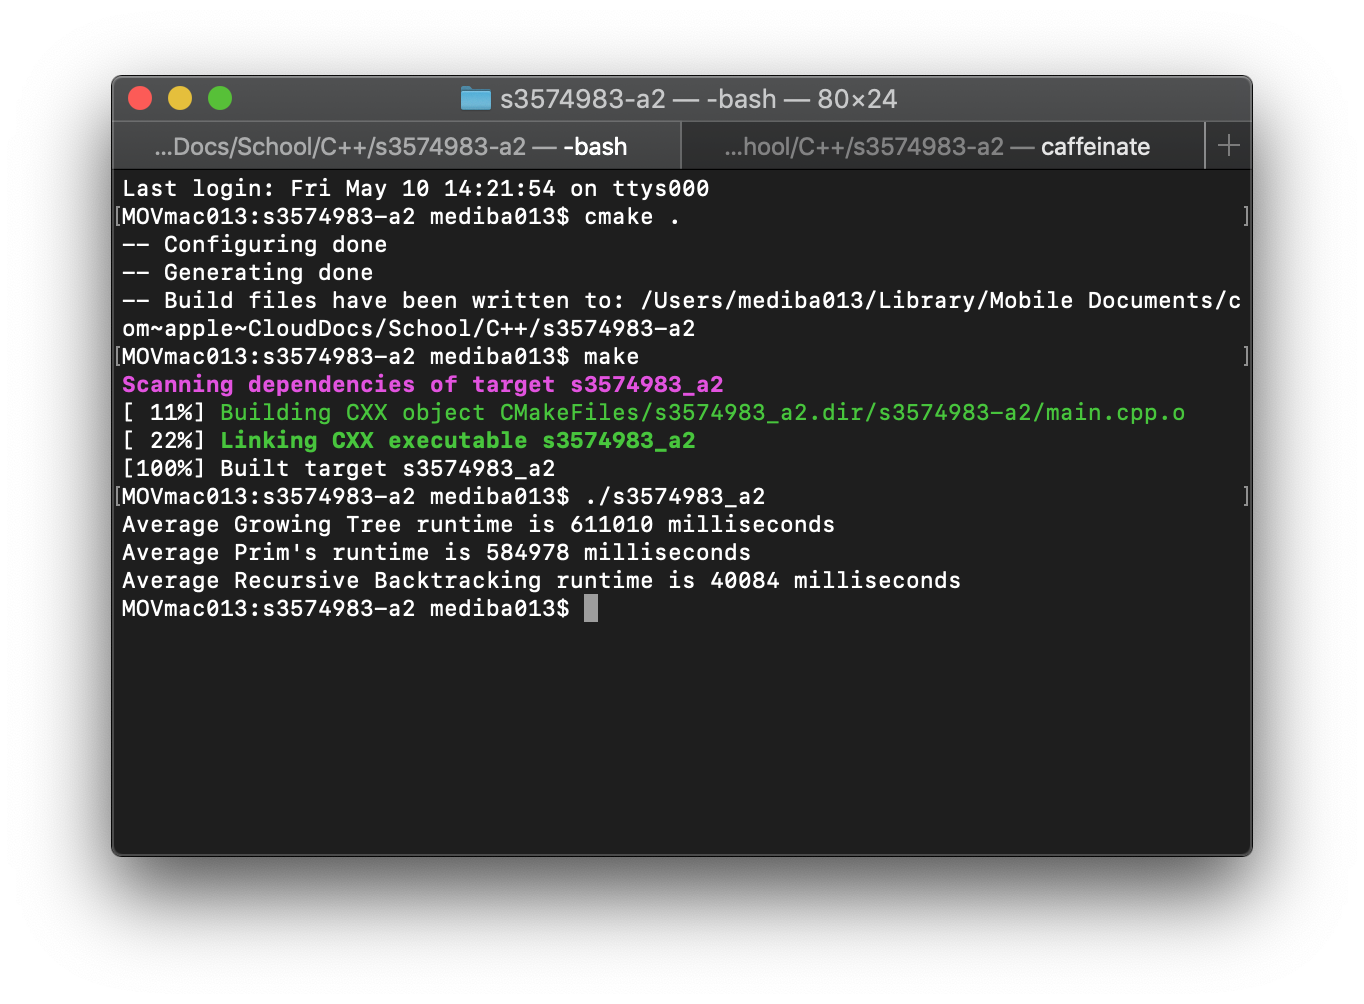 s3574983-a2 — -bash — 80×24
...Docs/School/C++/s3574983-a2 — -bash
...hool/C++/s3574983-a2 — caffeinate
Last login: Fri May 10 14:21:54 on ttys000
[MOVmac013:s3574983-a2 mediba013$ cmake . ]
-- Configuring done
-- Generating done
-- Build files have been written to: /Users/mediba013/Library/Mobile Documents/c
om~apple~CloudDocs/School/C++/s3574983-a2
[MOVmac013:s3574983-a2 mediba013$ make ]
Scanning dependencies of target s3574983_a2
[ 11%] Building CXX object CMakeFiles/s3574983_a2.dir/s3574983-a2/main.cpp.o
[ 22%] Linking CXX executable s3574983_a2
[100%] Built target s3574983_a2
[MOVmac013:s3574983-a2 mediba013$ ./s3574983_a2 ]
Average Growing Tree runtime is 611010 milliseconds
Average Prim's runtime is 584978 milliseconds
Average Recursive Backtracking runtime is 40084 milliseconds
MOVmac013:s3574983-a2 mediba013$